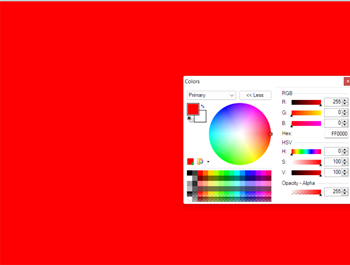 Colors
Primary
<< Less
RGB
R: 255
G: 0
B: 0
Hex: FF0000
HSV
H: 0
S: 100
V: 100
Opacity - Alpha
255